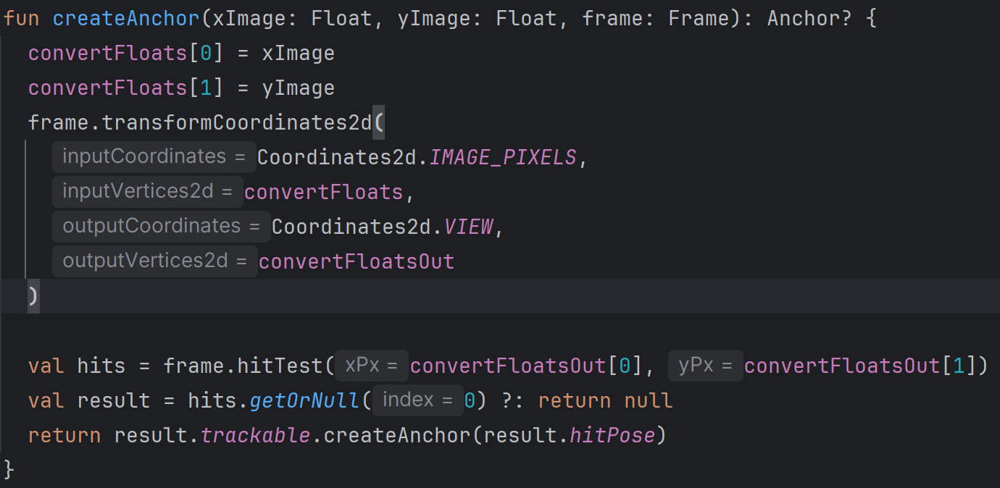 fun createAnchor(xImage: Float, yImage: Float, frame: Frame): Anchor? {
convertFloats[0] = xImage
convertFloats[1] = yImage
frame.transformCoordinates2d(
inputCoordinates = Coordinates2d.IMAGE_PIXELS,
inputVertices2d = convertFloats,
outputCoordinates = Coordinates2d.VIEW,
outputVertices2d = convertFloatsOut
)
val hits = frame.hitTest( xPx = convertFloatsOut[0], yPx = convertFloatsOut[1])
val result = hits.getOrNull( index = 0) ?: return null
return result.trackable.createAnchor(result.hitPose)
}